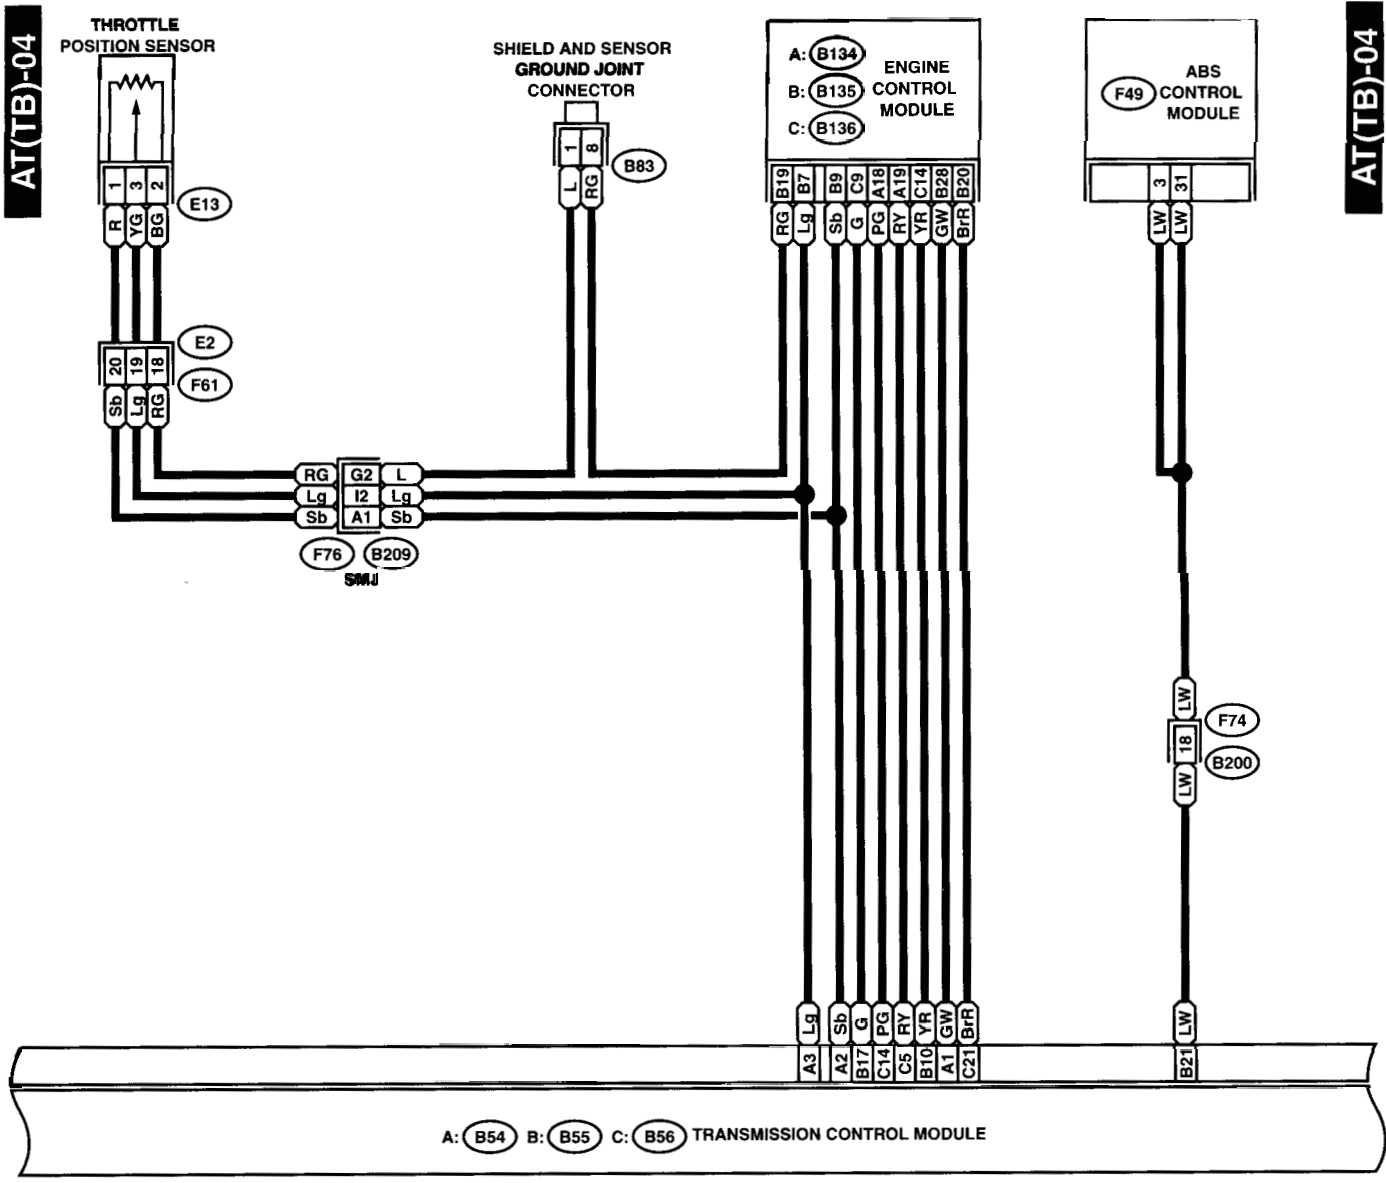 AT(TB)-04
THROTTLE
POSITION SENSOR
1 3 2
E13
R YG BG
E2
20 19 18
F61
Sb Lg RG
SHIELD AND SENSOR
GROUND JOINT
CONNECTOR
1 8
B83
L RG
A: B134
B: B135
C: B136
ENGINE
CONTROL
MODULE
B19 B7 B9 C9 A18 A19 C14 B28 B20
RG Lg Sb G PG RY YR GW BrR
F49
ABS
CONTROL
MODULE
3 31
LW LW
AT(TB)-04
RG G2 L
Lg I2 Lg
Sb A1 Sb
F76 B209
SMJ
LW
F74
18
B200
LW
Lg Sb G PG RY YR GW BrR LW
A3 A2 B17 C14 C5 B10 A1 C21 B21
A: B54 B: B55 C: B56 TRANSMISSION CONTROL MODULE